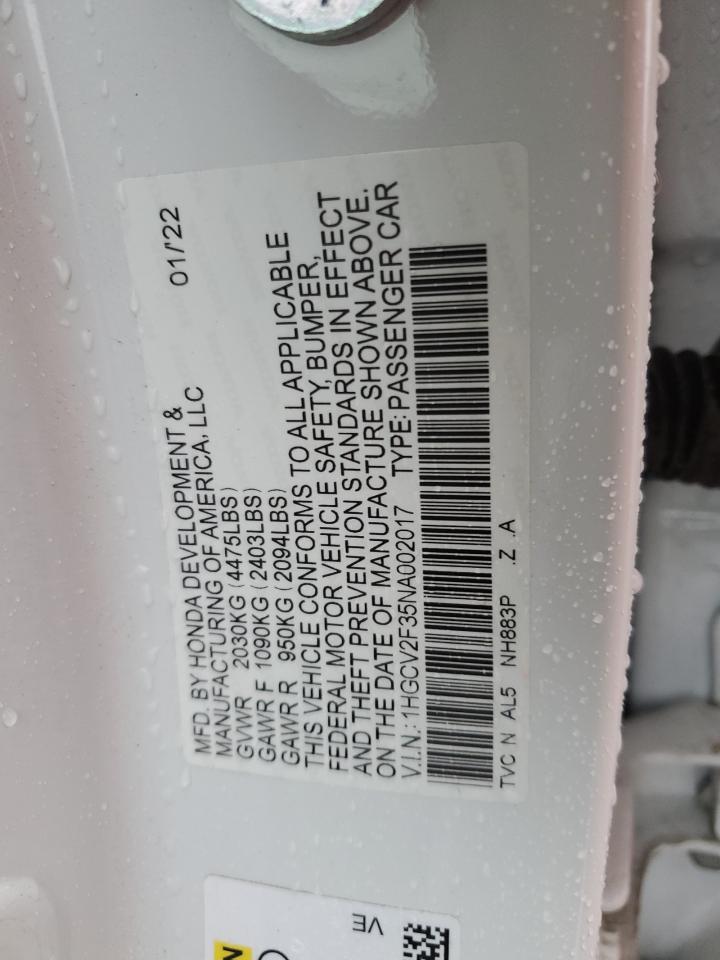 01/'22
MFD. BY HONDA DEVELOPMENT &
MANUFACTURING OF AMERICA, LLC
GVWR 2030KG (4475LBS)
GAWR F 1090KG (2403LBS)
GAWR R 950KG (2094LBS)
THIS VEHICLE CONFORMS TO ALL APPLICABLE
FEDERAL MOTOR VEHICLE SAFETY, BUMPER,
AND THEFT PREVENTION STANDARDS IN EFFECT
ON THE DATE OF MANUFACTURE SHOWN ABOVE.
V.I.N.: 1HGCV2F35NA002017 TYPE: PASSENGER CAR
TVC N AL5 NH883P .Z .A
VE